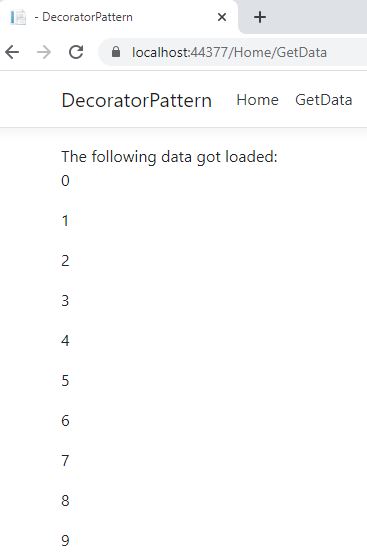 - DecoratorPattern
localhost:44377/Home/GetData
DecoratorPattern Home GetData
The following data got loaded:
0
1
2
3
4
5
6
7
8
9